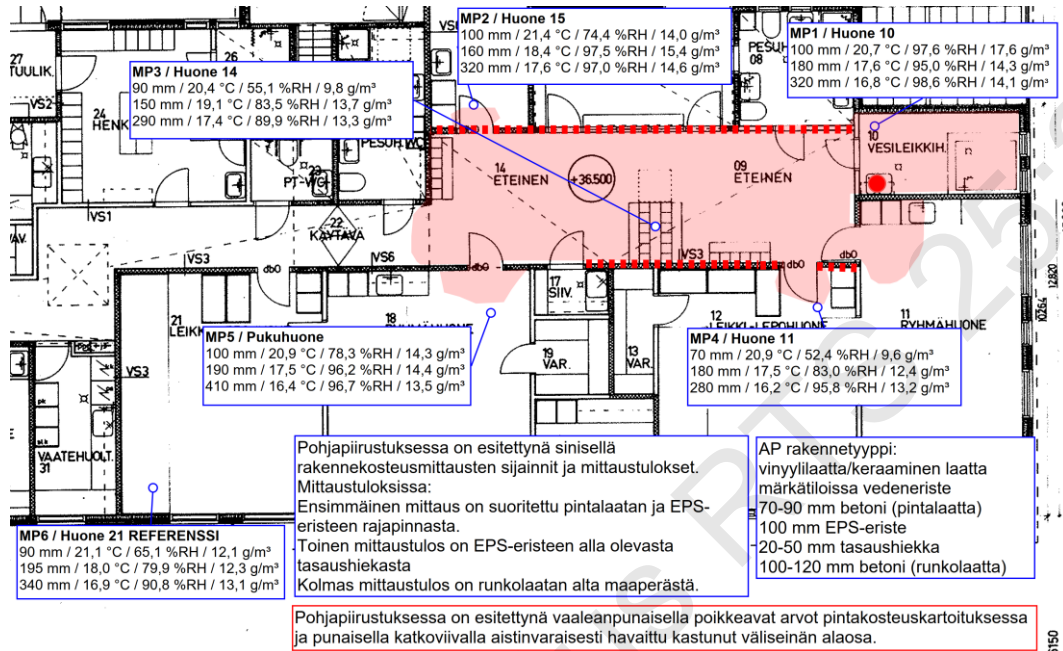 MP2 / Huone 15
100 mm / 21,4 °C / 74,4 %RH / 14,0 g/m³
160 mm / 18,4 °C / 97,5 %RH / 15,4 g/m³
320 mm / 17,6 °C / 97,0 %RH / 14,6 g/m³
MP1 / Huone 10
100 mm / 20,7 °C / 97,6 %RH / 17,6 g/m³
180 mm / 17,6 °C / 95,0 %RH / 14,3 g/m³
320 mm / 16,8 °C / 98,6 %RH / 14,1 g/m³
MP3 / Huone 14
90 mm / 20,4 °C / 55,1 %RH / 9,8 g/m³
150 mm / 19,1 °C / 83,5 %RH / 13,7 g/m³
290 mm / 17,4 °C / 89,9 %RH / 13,3 g/m³
27
TUULIK.
26
VS2
24
HENK
PESUH.
WC
23
PT-WC
PESUH
08
10
VESILEIKKIH.
14
ETEINEN
+36.500
09
ETEINEN
VS1
22
KÄYTÄVÄ
VS3
VS6
VS3
db0
db0
db0
db0
17
SIIV.
21
18
19
VAR.
13
VAR.
12
LEIKKI-LEPOHUONE
11
RYHMÄHUONE
12820
10264
MP5 / Pukuhuone
100 mm / 20,9 °C / 78,3 %RH / 14,3 g/m³
190 mm / 17,5 °C / 96,2 %RH / 14,4 g/m³
410 mm / 16,4 °C / 96,7 %RH / 13,5 g/m³
MP4 / Huone 11
70 mm / 20,9 °C / 52,4 %RH / 9,6 g/m³
180 mm / 17,5 °C / 83,0 %RH / 12,4 g/m³
280 mm / 16,2 °C / 95,8 %RH / 13,2 g/m³
VS3
VAATEHUOLT.
31
Pohjapiirustuksessa on esitettynä sinisellä
rakennekosteusmittausten sijainnit ja mittaustulokset.
Mittaustuloksissa:
Ensimmäinen mittaus on suoritettu pintalaatan ja EPS-
eristeen rajapinnasta.
Toinen mittaustulos on EPS-eristeen alla olevasta
tasaushiekasta
Kolmas mittaustulos on runkolaatan alta maaperästä.
AP rakennetyyppi:
vinyylilaatta/keraaminen laatta
märkätiloissa vedeneriste
70-90 mm betoni (pintalaatta)
100 mm EPS-eriste
20-50 mm tasaushiekka
100-120 mm betoni (runkolaatta)
MP6 / Huone 21 REFERENSSI
90 mm / 21,1 °C / 65,1 %RH / 12,1 g/m³
195 mm / 18,0 °C / 79,9 %RH / 12,3 g/m³
340 mm / 16,9 °C / 90,8 %RH / 13,1 g/m³
Pohjapiirustuksessa on esitettynä vaaleanpunaisella poikkeavat arvot pintakosteuskartoituksessa
ja punaisella katkoviivalla aistinvaraisesti havaittu kastunut väliseinän alaosa.
RTS 25: